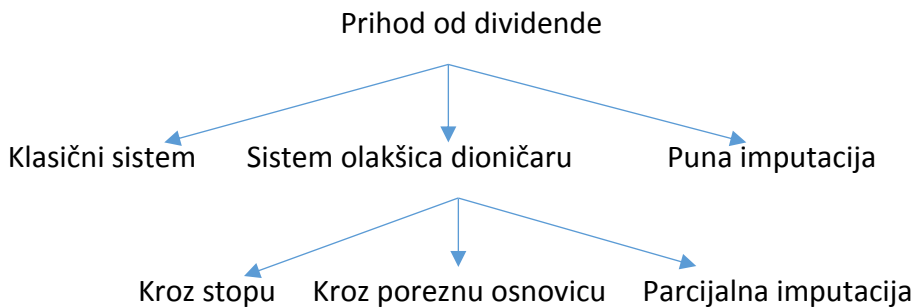 Prihod od dividende
Klasični sistem Sistem olakšica dioničaru Puna imputacija
Kroz stopu Kroz poreznu osnovicu Parcijalna imputacija